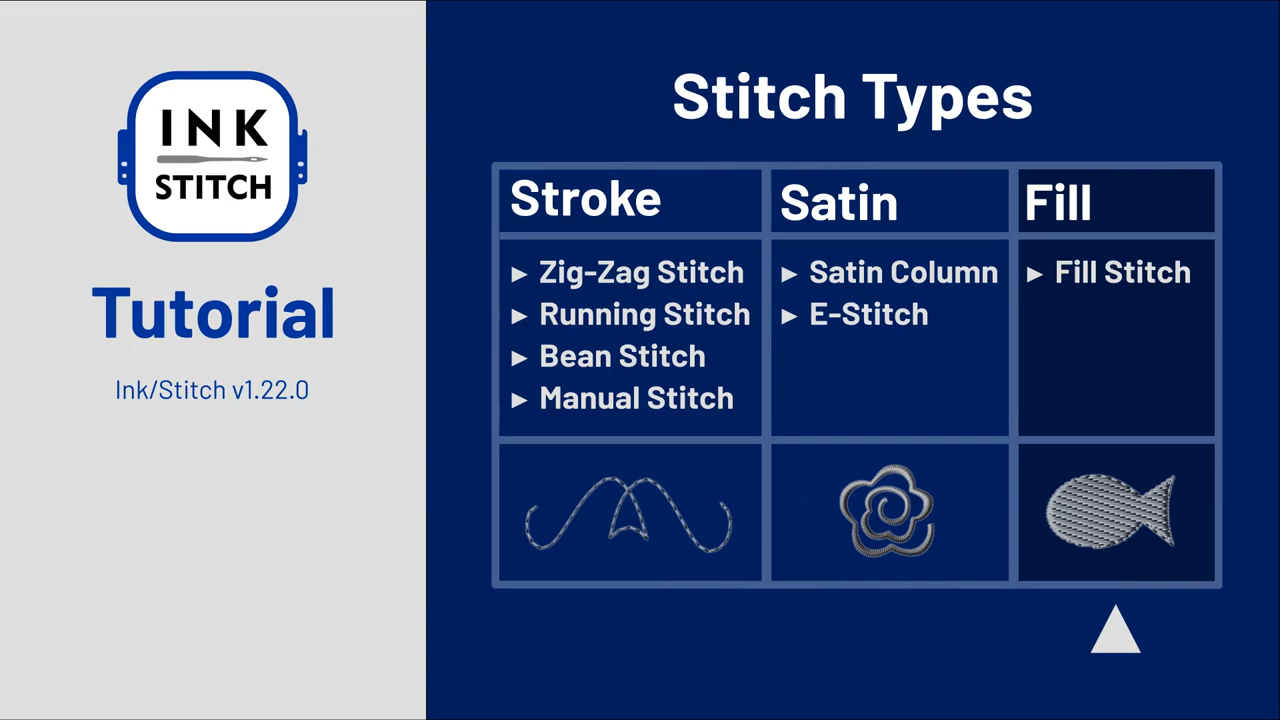 INK
STITCH
Tutorial
Ink/Stitch v1.22.0
Stitch Types
Stroke
► Zig-Zag Stitch
► Running Stitch
► Bean Stitch
► Manual Stitch
Satin
► Satin Column
► E-Stitch
Fill
► Fill Stitch